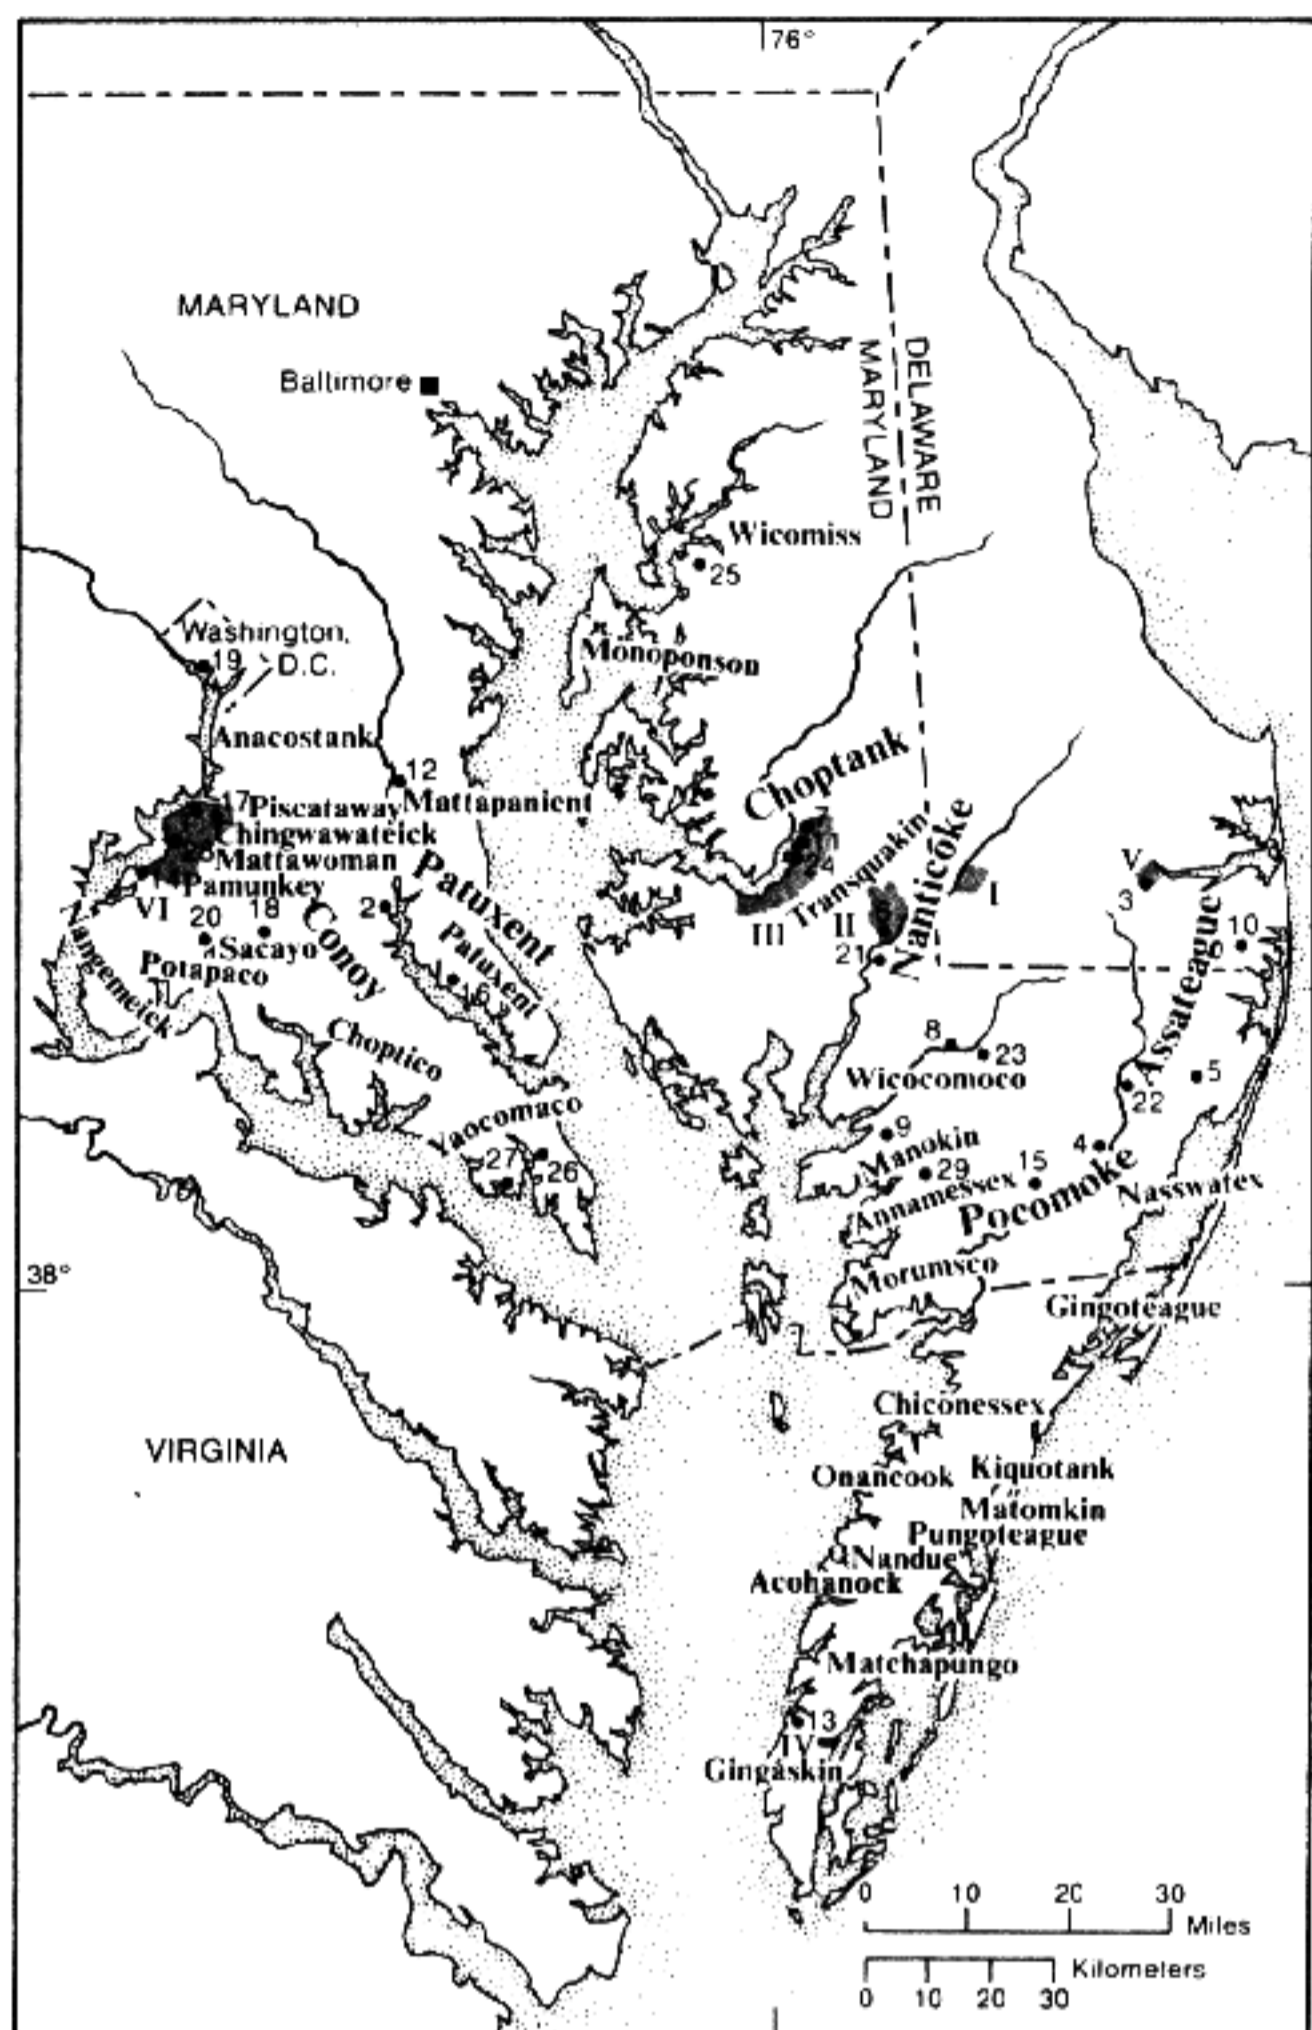 76°
MARYLAND
Baltimore
DELAWARE
MARYLAND
Wicomiss
25
Washington,
D.C.
19
Monoponson
Anacostank
12
Mattapanient
Choptank
17
Piscataway
Chingwawateick
Mattawoman
Pamunkey
VI
20
18
Sacayo
Potapaco
Nangemeick
Conoy
2
Patuxent
Patuxent
6
7
24
Transquakin
III
II
21
Nanticoke
I
V
3
10
Assateague
Choptico
8
23
Wicocomoco
5
22
Yaocomaco
27
26
9
Manokin
29
Annamessex
15
4
Pocomoke
Nasswatex
38°
Morumsco
Gingoteague
Chiconessex
VIRGINIA
Onancook
Kiquotank
Matomkin
Pungoteague
Nandue
Acohanock
Matchapungo
13
IV
Gingaskin
0 10 20 30
Miles
Kilometers
0 10 20 30